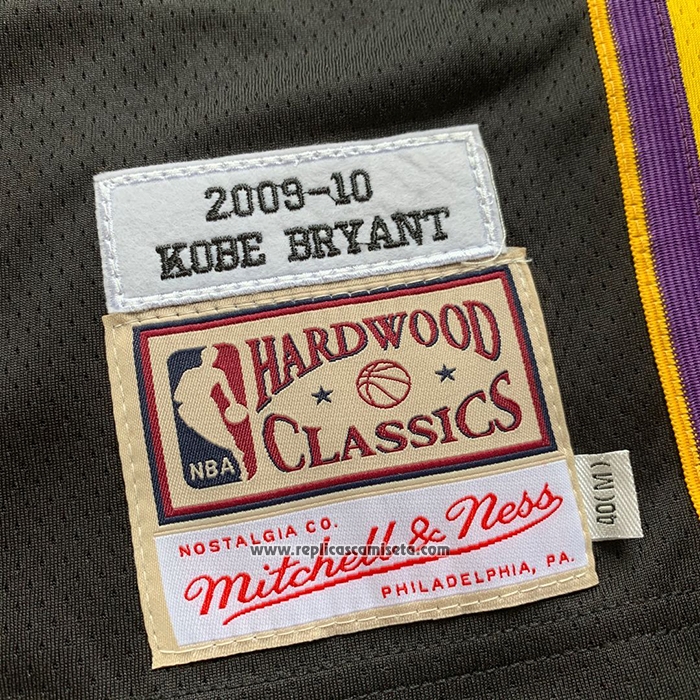 2009-10
KOBE BRYANT
HARDWOOD
CLASSICS
NBA
40(M)
NOSTALGIA CO.
www.replicascamiseta.com
Mitchell & Ness
PHILADELPHIA, PA.